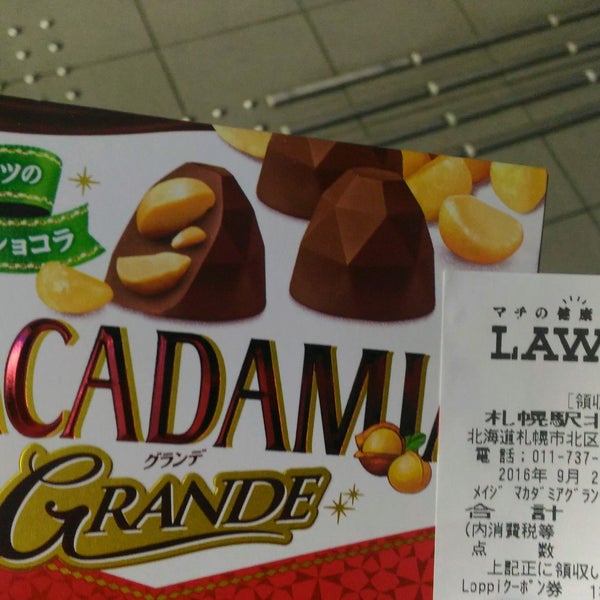 ツの
ショコラ
CADAMIA
グランデ
GRANDE
マチの健康
LAW
[領収
札幌駅
北海道札幌市北区
電話:011-737-
2016年 9月 2
メイジ マカダミアグラン
合 計
(内消費税等
点 数
上記正に領収し
Loppiクーポン券 1